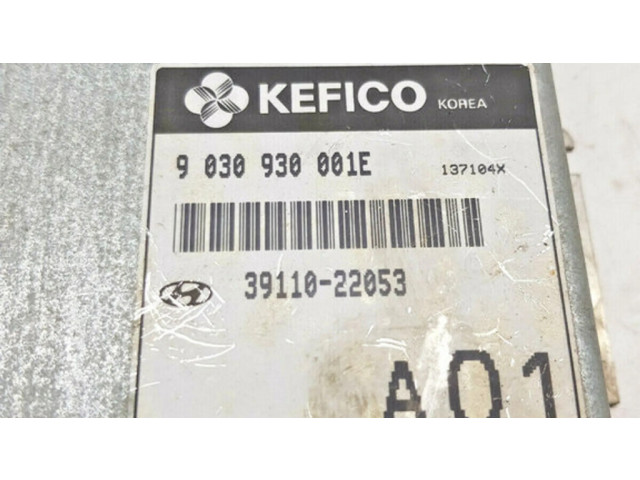 KEFICO KOREA
9 030 930 001E 137104X
39110-22053
A01